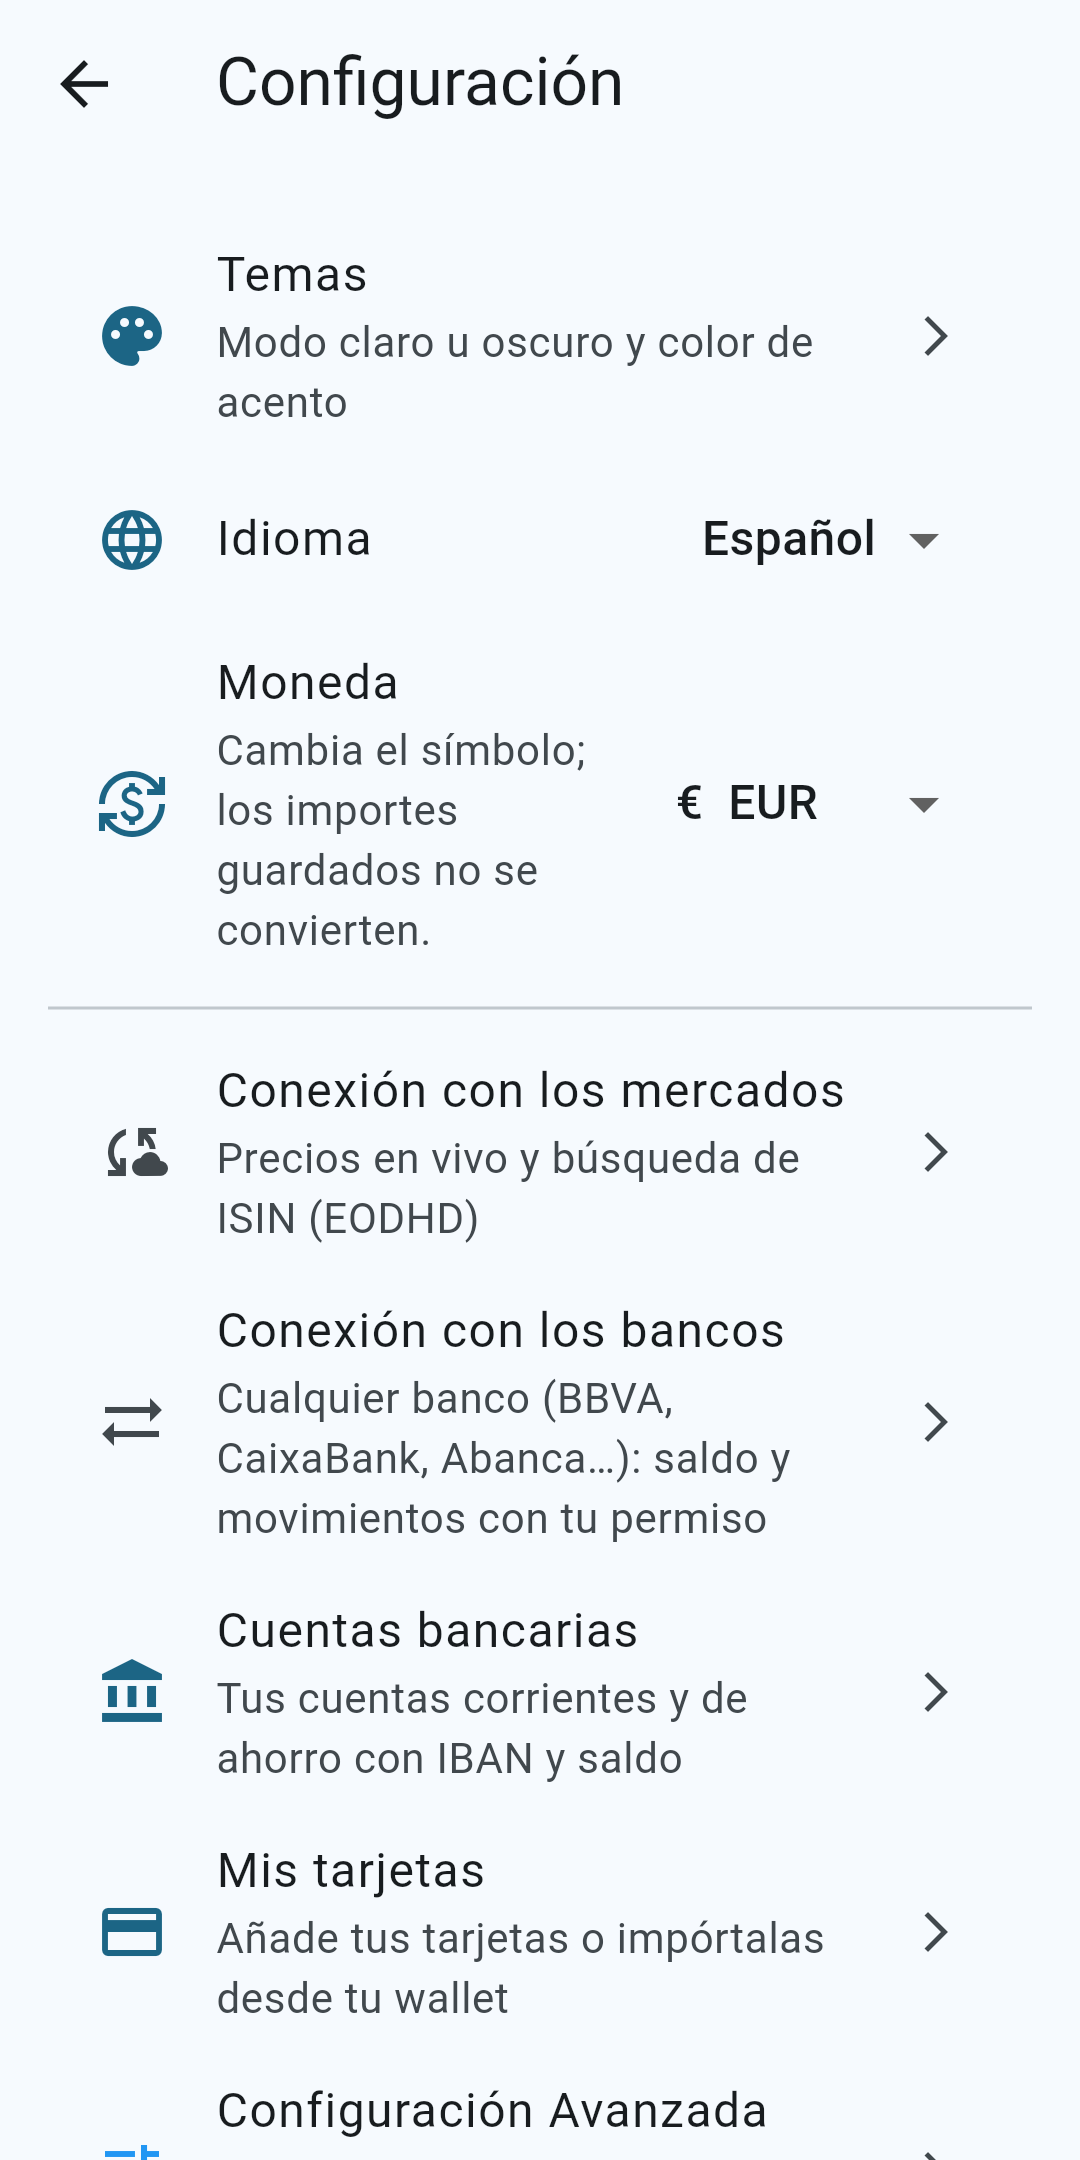 Configuración
Temas
Modo claro u oscuro y color de
acento
Idioma
Español
Moneda
Cambia el símbolo;
los importes
guardados no se
convierten.
€ EUR
Conexión con los mercados
Precios en vivo y búsqueda de
ISIN (EODHD)
Conexión con los bancos
Cualquier banco (BBVA,
CaixaBank, Abanca…): saldo y
movimientos con tu permiso
Cuentas bancarias
Tus cuentas corrientes y de
ahorro con IBAN y saldo
Mis tarjetas
Añade tus tarjetas o impórtalas
desde tu wallet
Configuración Avanzada